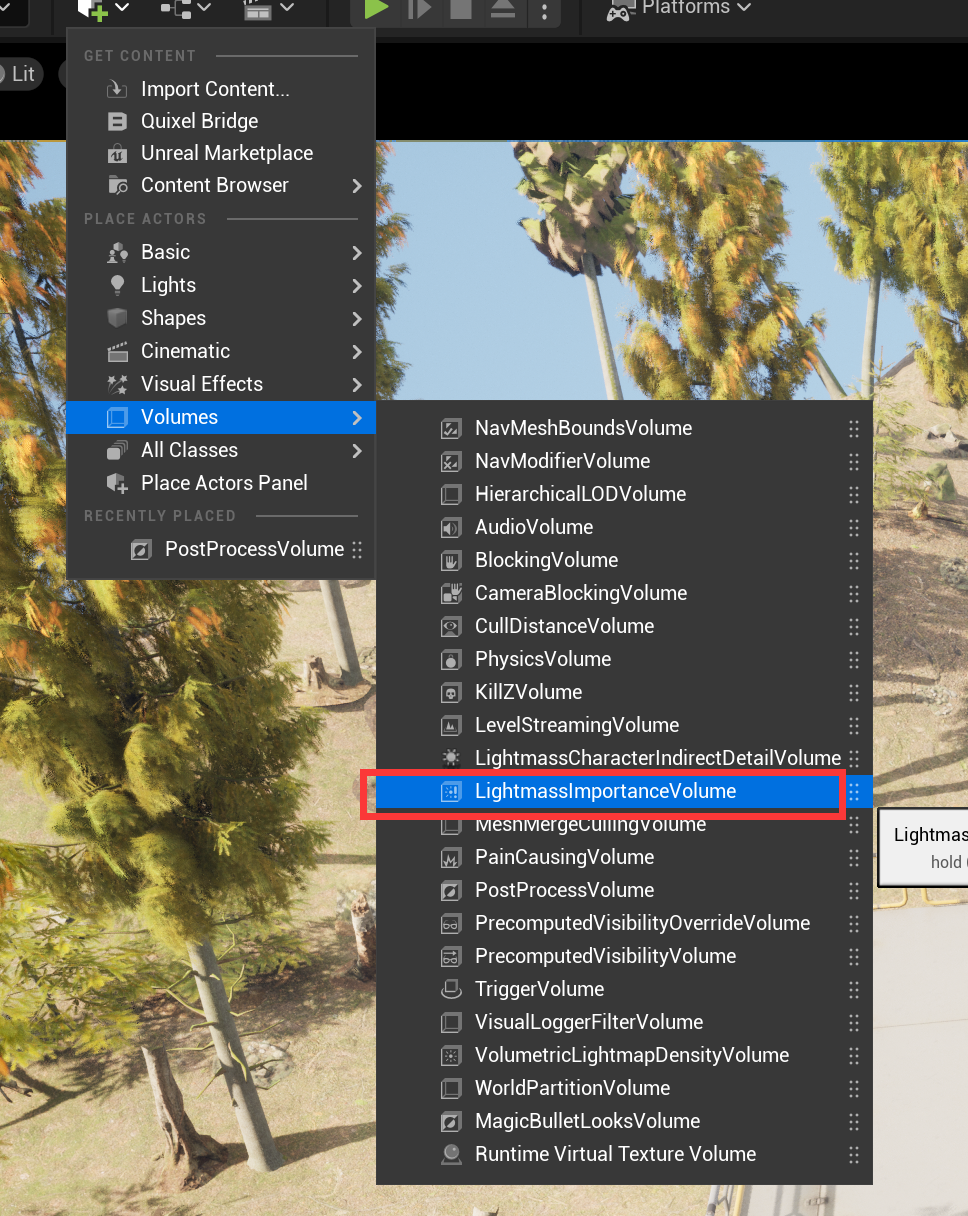 Platforms
Lit
GET CONTENT
Import Content...
Quixel Bridge
Unreal Marketplace
Content Browser
PLACE ACTORS
Basic
Lights
Shapes
Cinematic
Visual Effects
Volumes
All Classes
Place Actors Panel
RECENTLY PLACED
PostProcessVolume
NavMeshBoundsVolume
NavModifierVolume
HierarchicalLODVolume
AudioVolume
BlockingVolume
CameraBlockingVolume
CullDistanceVolume
PhysicsVolume
KillZVolume
LevelStreamingVolume
LightmassCharacterIndirectDetailVolume
LightmassImportanceVolume
MeshMergeCullingVolume
PainCausingVolume
PostProcessVolume
PrecomputedVisibilityOverrideVolume
PrecomputedVisibilityVolume
TriggerVolume
VisualLoggerFilterVolume
VolumetricLightmapDensityVolume
WorldPartitionVolume
MagicBulletLooksVolume
Runtime Virtual Texture Volume
Lightmas
hold